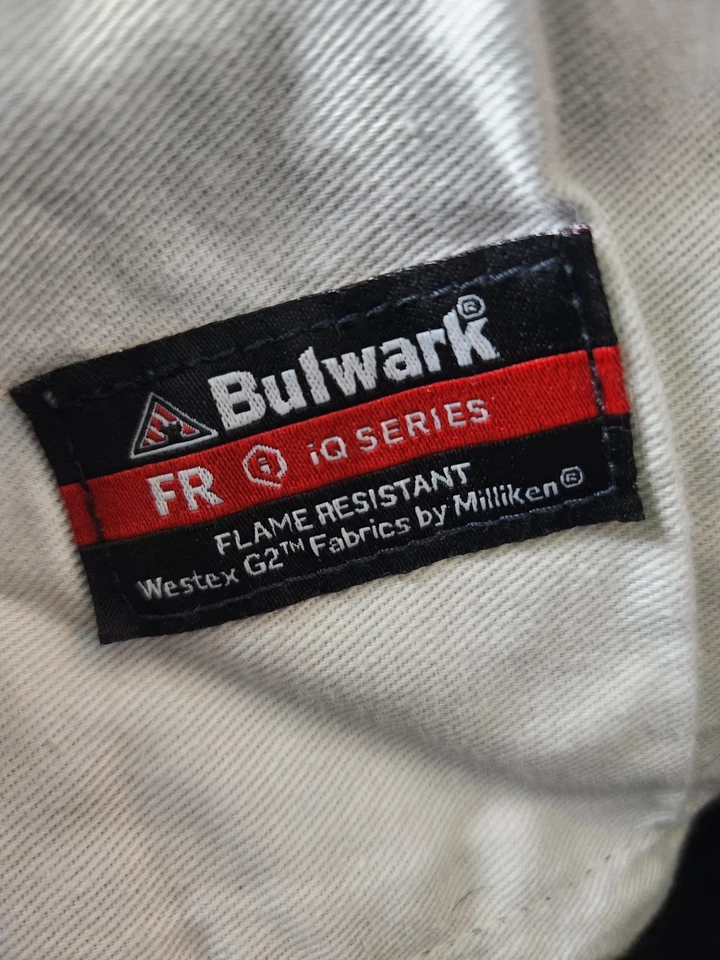 Bulwark®
FR iQ SERIES
FLAME RESISTANT
Westex G2™ Fabrics by Milliken®